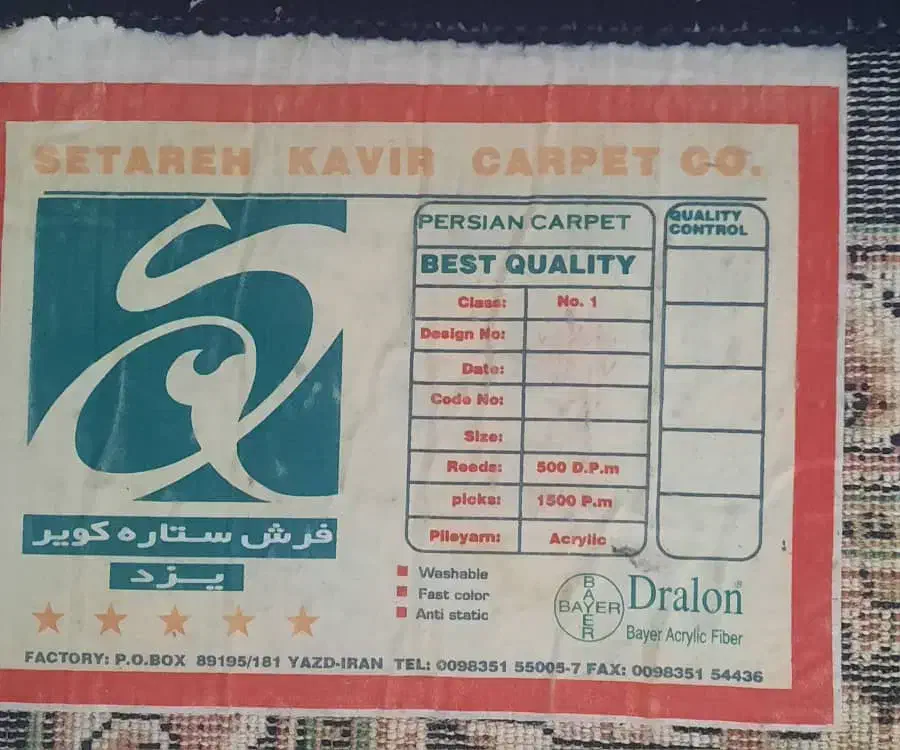 SETAREH KAVIR CARPET CO.
PERSIAN CARPET
BEST QUALITY
Class: No. 1
Design No:
Date:
Code No:
Size:
Reeds: 500 D.P.m
picks: 1500 P.m
Pileyarn: Acrylic
QUALITY
CONTROL
فرش ستاره کویر
یزد
Washable
Fast color
Anti static
BAYER
BAYER
Dralon®
Bayer Acrylic Fiber
FACTORY: P.O.BOX 89195/181 YAZD-IRAN TEL: 0098351 55005-7 FAX: 0098351 54436